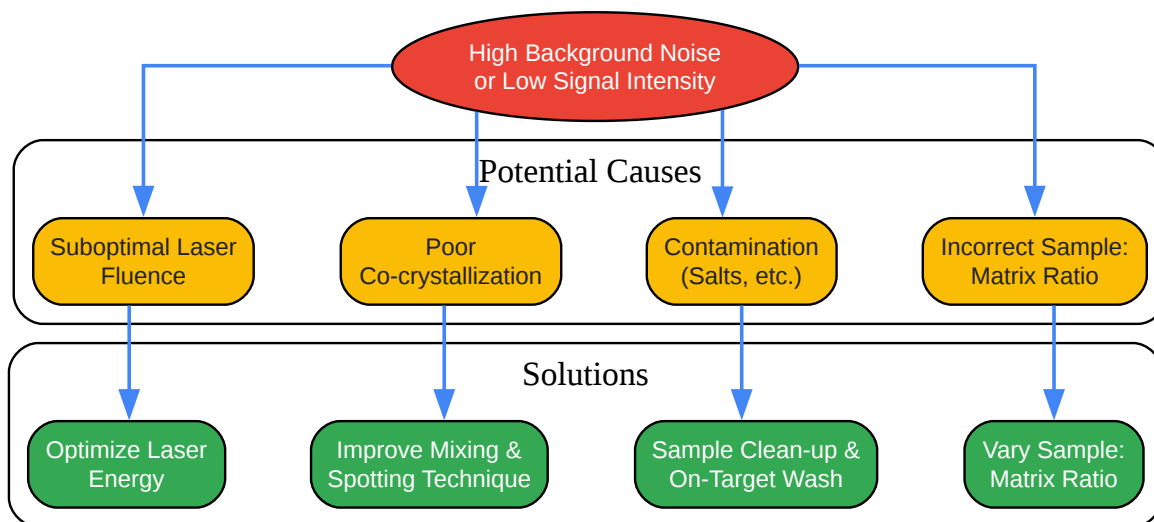 High Background Noise
or Low Signal Intensity
Potential Causes
Suboptimal Laser
Fluence
Poor
Co-crystallization
Contamination
(Salts, etc.)
Incorrect Sample:
Matrix Ratio
Solutions
Optimize Laser
Energy
Improve Mixing &
Spotting Technique
Sample Clean-up &
On-Target Wash
Vary Sample:
Matrix Ratio